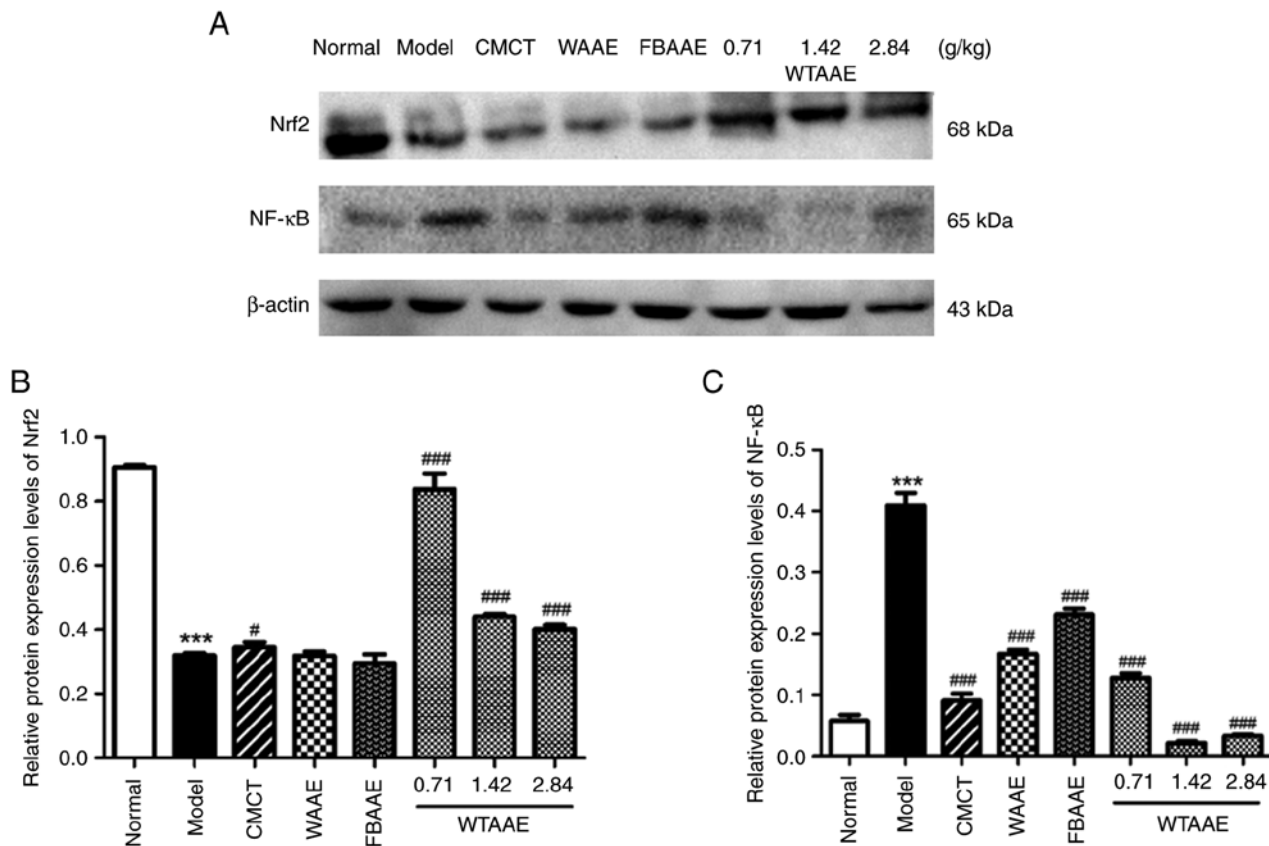 A
Normal Model CMCT WAAE FBAAE 0.71 1.42 2.84 (g/kg)
WTAAE
Nrf2 68 kDa
NF-κB 65 kDa
β-actin 43 kDa
B
Relative protein expression levels of Nrf2
1.0
0.8
0.6
0.4
0.2
0.0
***
#
###
###
###
Normal
Model
CMCT
WAAE
FBAAE
0.71 1.42 2.84
WTAAE
C
Relative protein expression levels of NF-κB
0.5
0.4
0.3
0.2
0.1
0.0
***
###
###
###
###
###
###
Normal
Model
CMCT
WAAE
FBAAE
0.71 1.42 2.84
WTAAE